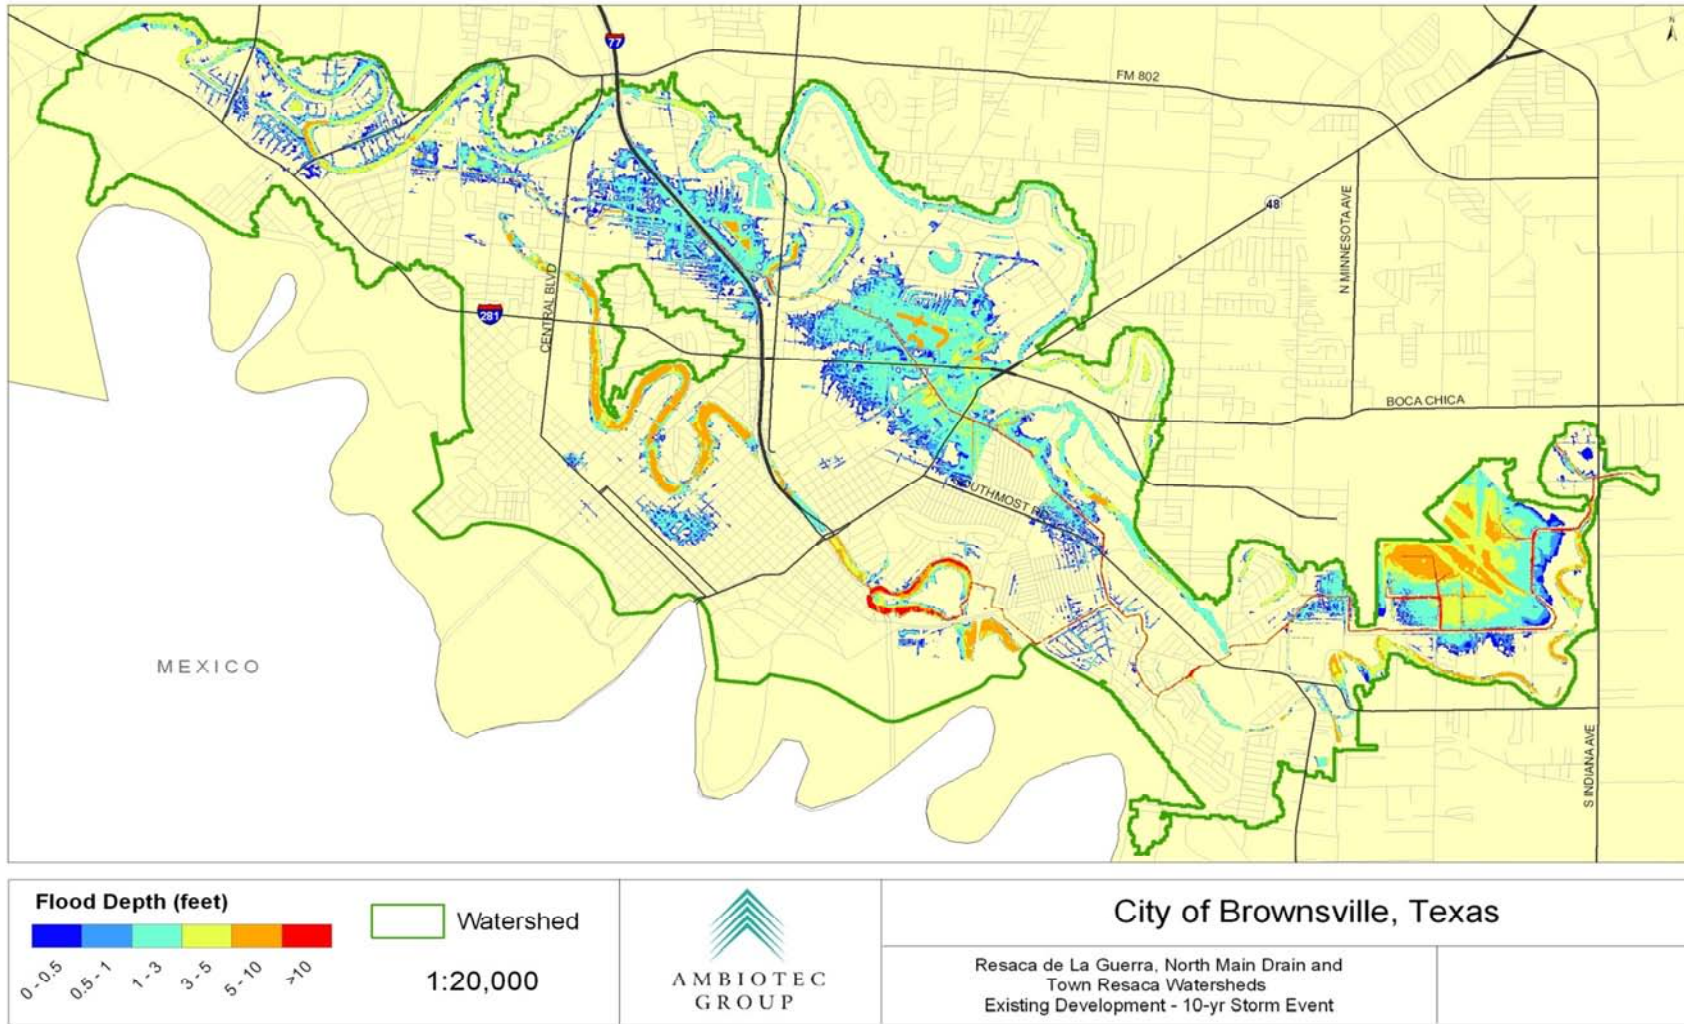 N
77
FM 802
48
N MINNESOTA AVE
CENTRAL BLVD
281
BOCA CHICA
SOUTHMOST RD
MEXICO
S INDIANA AVE
Flood Depth (feet)
0 - 0.5
0.5 - 1
1 - 3
3 - 5
5 - 10
>10
Watershed
1:20,000
AMBIOTEC
GROUP
City of Brownsville, Texas
Resaca de La Guerra, North Main Drain and
Town Resaca Watersheds
Existing Development - 10-yr Storm Event